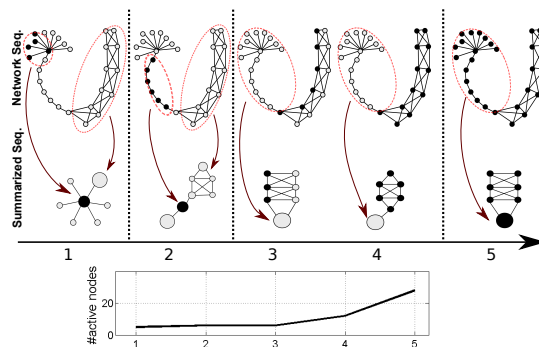 Network Seq.
Summarized Seq.
1 2 3 4 5
#active nodes
20
0
1 2 3 4 5